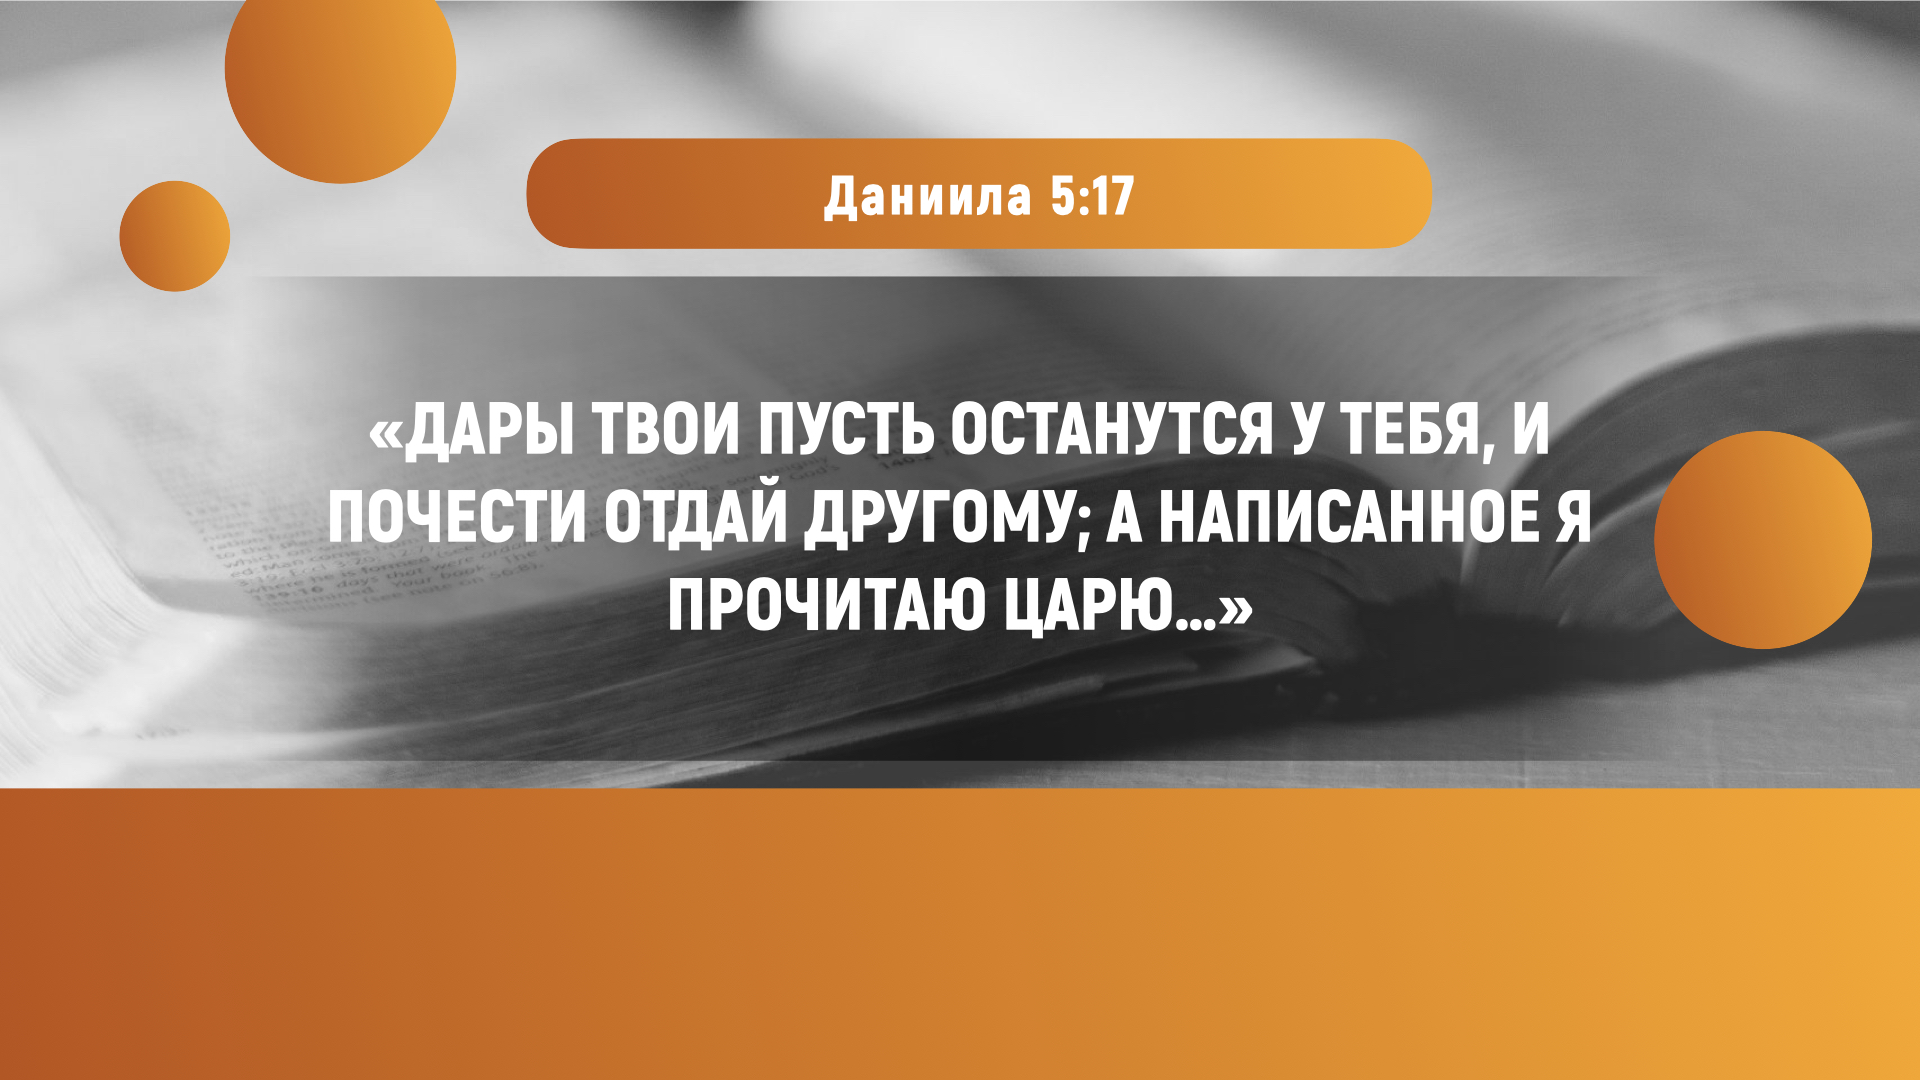 Даниила 5:17
«ДАРЫ ТВОИ ПУСТЬ ОСТАНУТСЯ У ТЕБЯ, И
ПОЧЕСТИ ОТДАЙ ДРУГОМУ; А НАПИСАННОЕ Я
ПРОЧИТАЮ ЦАРЮ...»